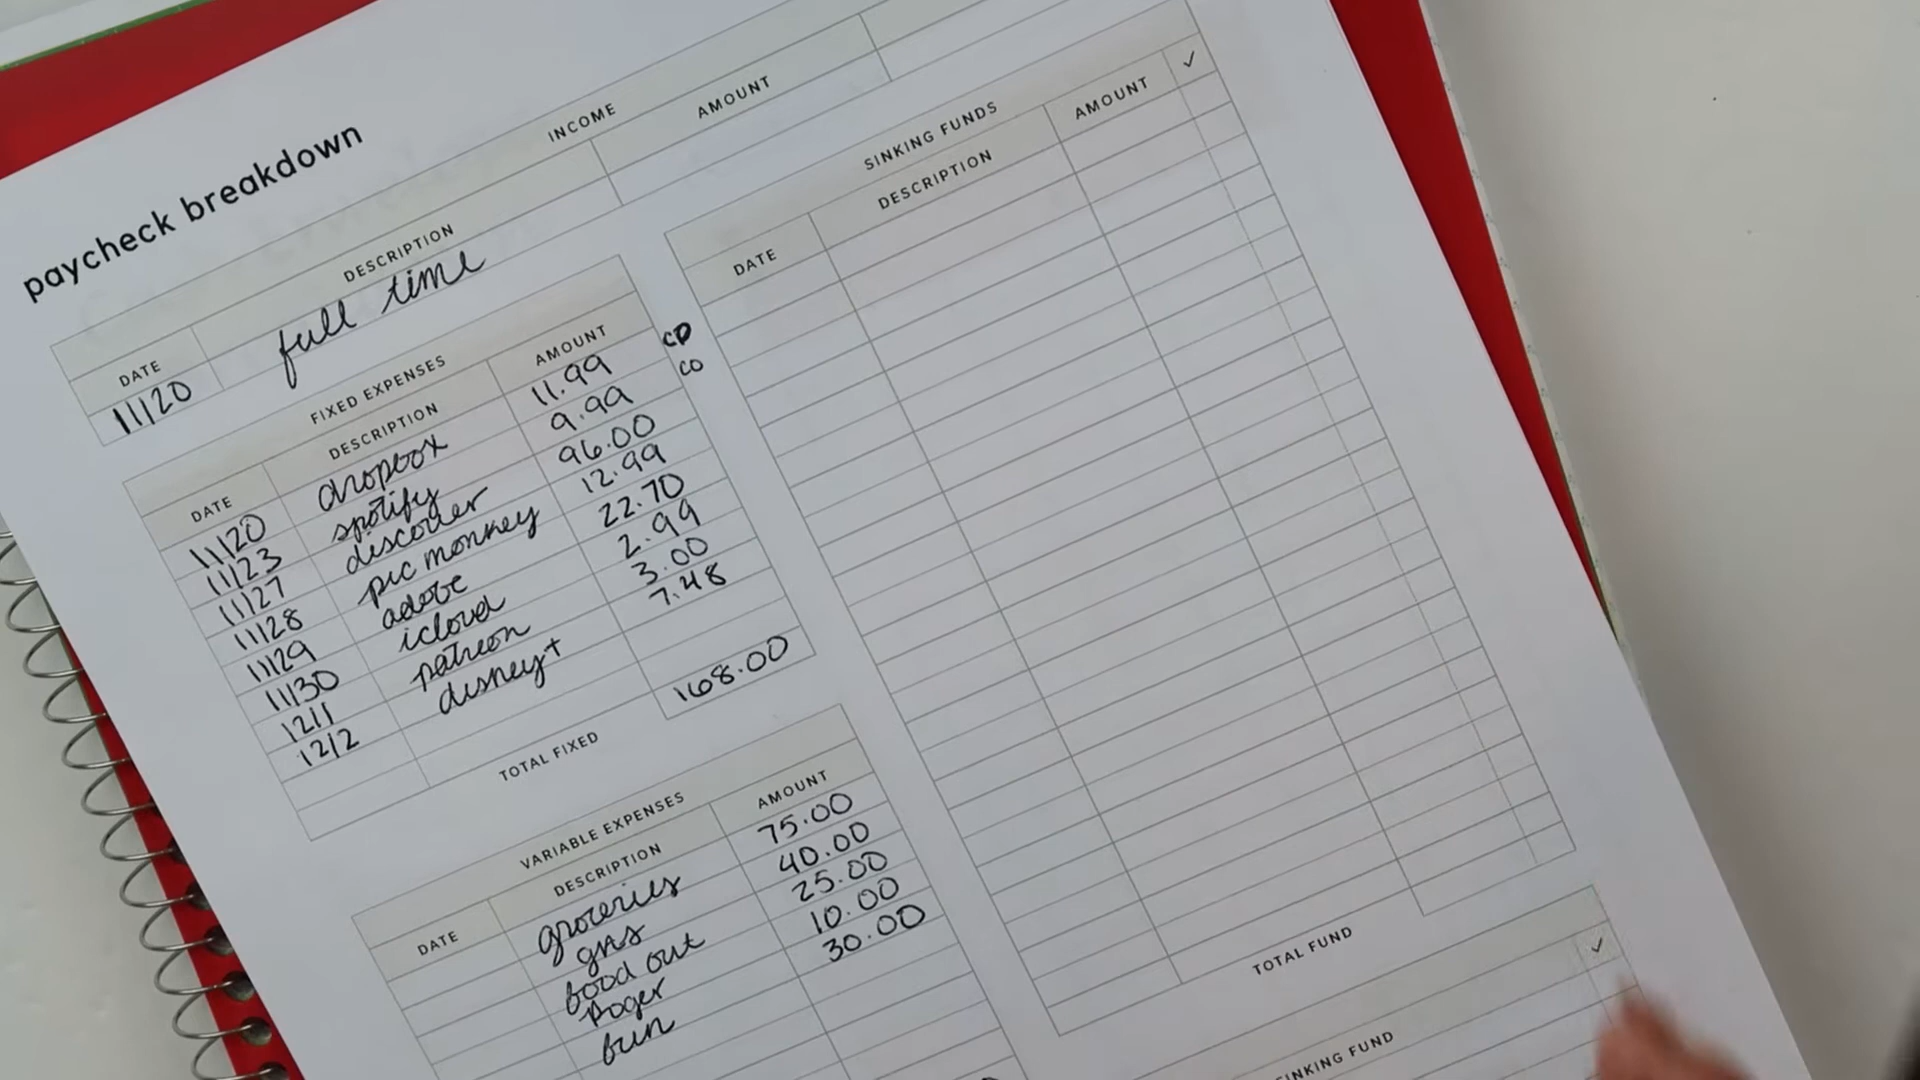 paycheck breakdown
INCOME
DATE DESCRIPTION AMOUNT
11/20 full time
FIXED EXPENSES
DATE DESCRIPTION AMOUNT
11/20 dropbox 11.99 CD
11/23 spotify 9.99 CO
11/27 discover 96.00
11/28 pic monkey 12.99
11/29 adobe 22.70
11/30 icloud 2.99
12/1 patreon 3.00
12/2 disney+ 7.48
TOTAL FIXED 168.00
VARIABLE EXPENSES
DATE DESCRIPTION AMOUNT
groceries 75.00
gas 40.00
food out 25.00
Roger 10.00
fun 30.00
SINKING FUNDS
DATE DESCRIPTION AMOUNT ✓
TOTAL FUND
✓
SINKING FUND